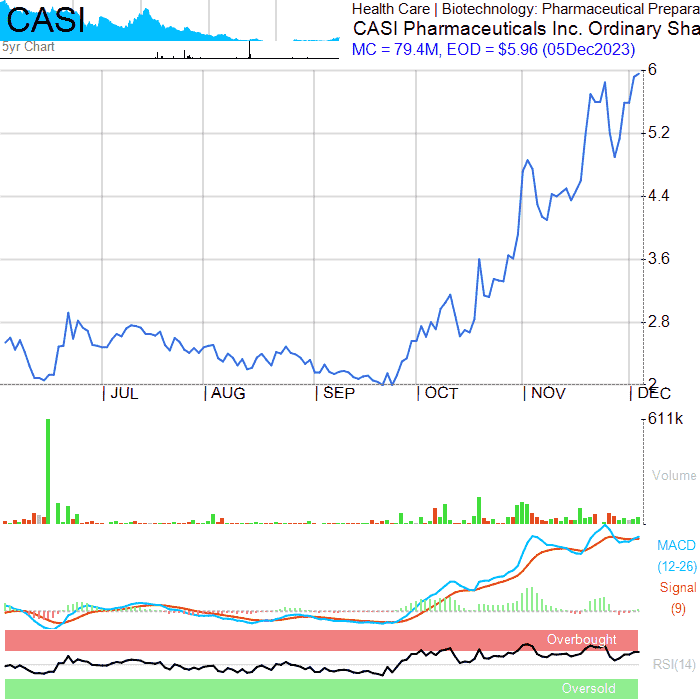 CASI
5yr Chart
Health Care | Biotechnology: Pharmaceutical Prepara
CASI Pharmaceuticals Inc. Ordinary Sha
MC = 79.4M, EOD = $5.96 (05Dec2023)
6
5.2
4.4
3.6
2.8
2
JUL AUG SEP OCT NOV DEC
611k
Volume
MACD
(12-26)
Signal
(9)
Overbought
RSI(14)
Oversold